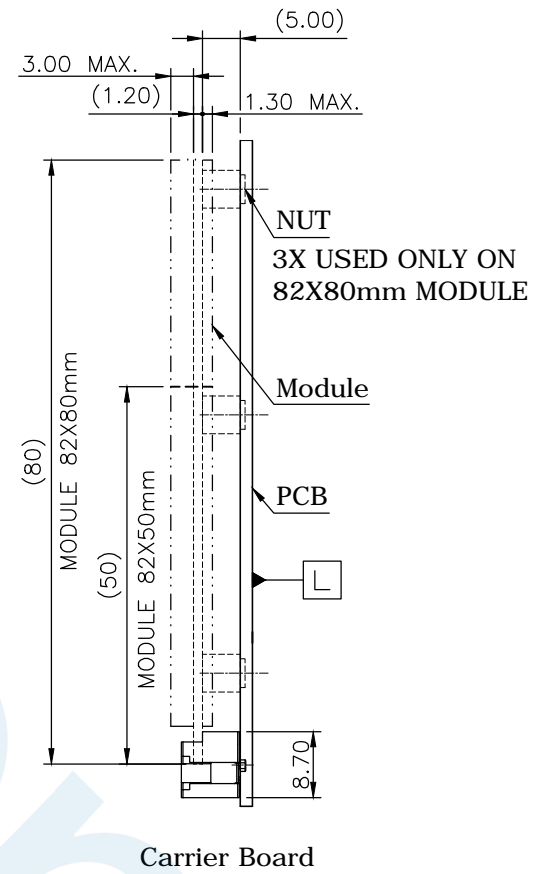 (5.00)
3.00 MAX.
(1.20)
1.30 MAX.
NUT
3X USED ONLY ON
82X80mm MODULE
Module
(80)
MODULE 82X80mm
(50)
MODULE 82X50mm
PCB
L
8.70
Carrier Board